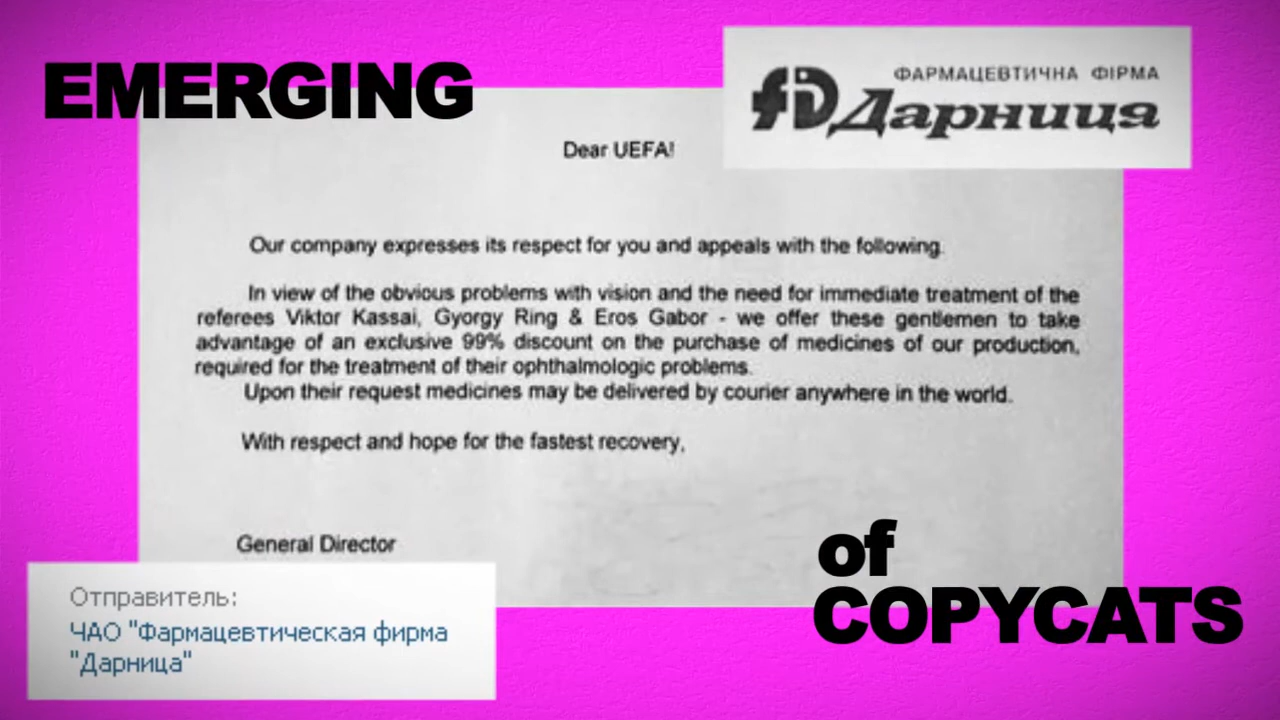 EMERGING
ФАРМАЦЕВТИЧНА ФІРМА
Дарниця
Dear UEFA!
Our company expresses its respect for you and appeals with the following.
In view of the obvious problems with vision and the need for immediate treatment of the
referees Viktor Kassai, Gyorgy Ring & Eros Gabor - we offer these gentlemen to take
advantage of an exclusive 99% discount on the purchase of medicines of our production,
required for the treatment of their ophthalmologic problems.
Upon their request medicines may be delivered by courier anywhere in the world.
With respect and hope for the fastest recovery,
General Director
Отправитель:
ЧАО "Фармацевтическая фирма
"Дарница"
of
COPYCATS